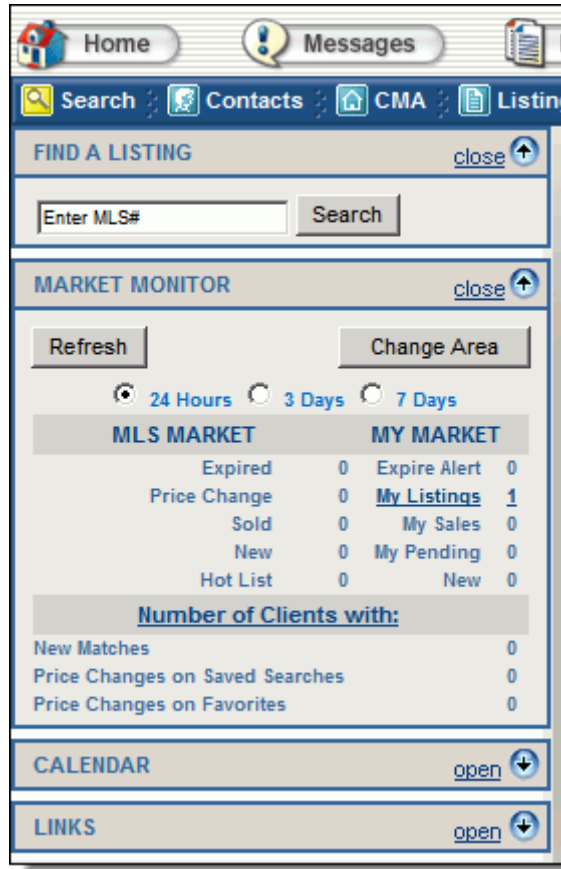 Home Messages
Search Contacts CMA Listin
FIND A LISTING close
Enter MLS# Search
MARKET MONITOR close
Refresh Change Area
24 Hours 3 Days 7 Days
MLS MARKET MY MARKET
Expired 0 Expire Alert 0
Price Change 0 My Listings 1
Sold 0 My Sales 0
New 0 My Pending 0
Hot List 0 New 0
Number of Clients with:
New Matches 0
Price Changes on Saved Searches 0
Price Changes on Favorites 0
CALENDAR open
LINKS open